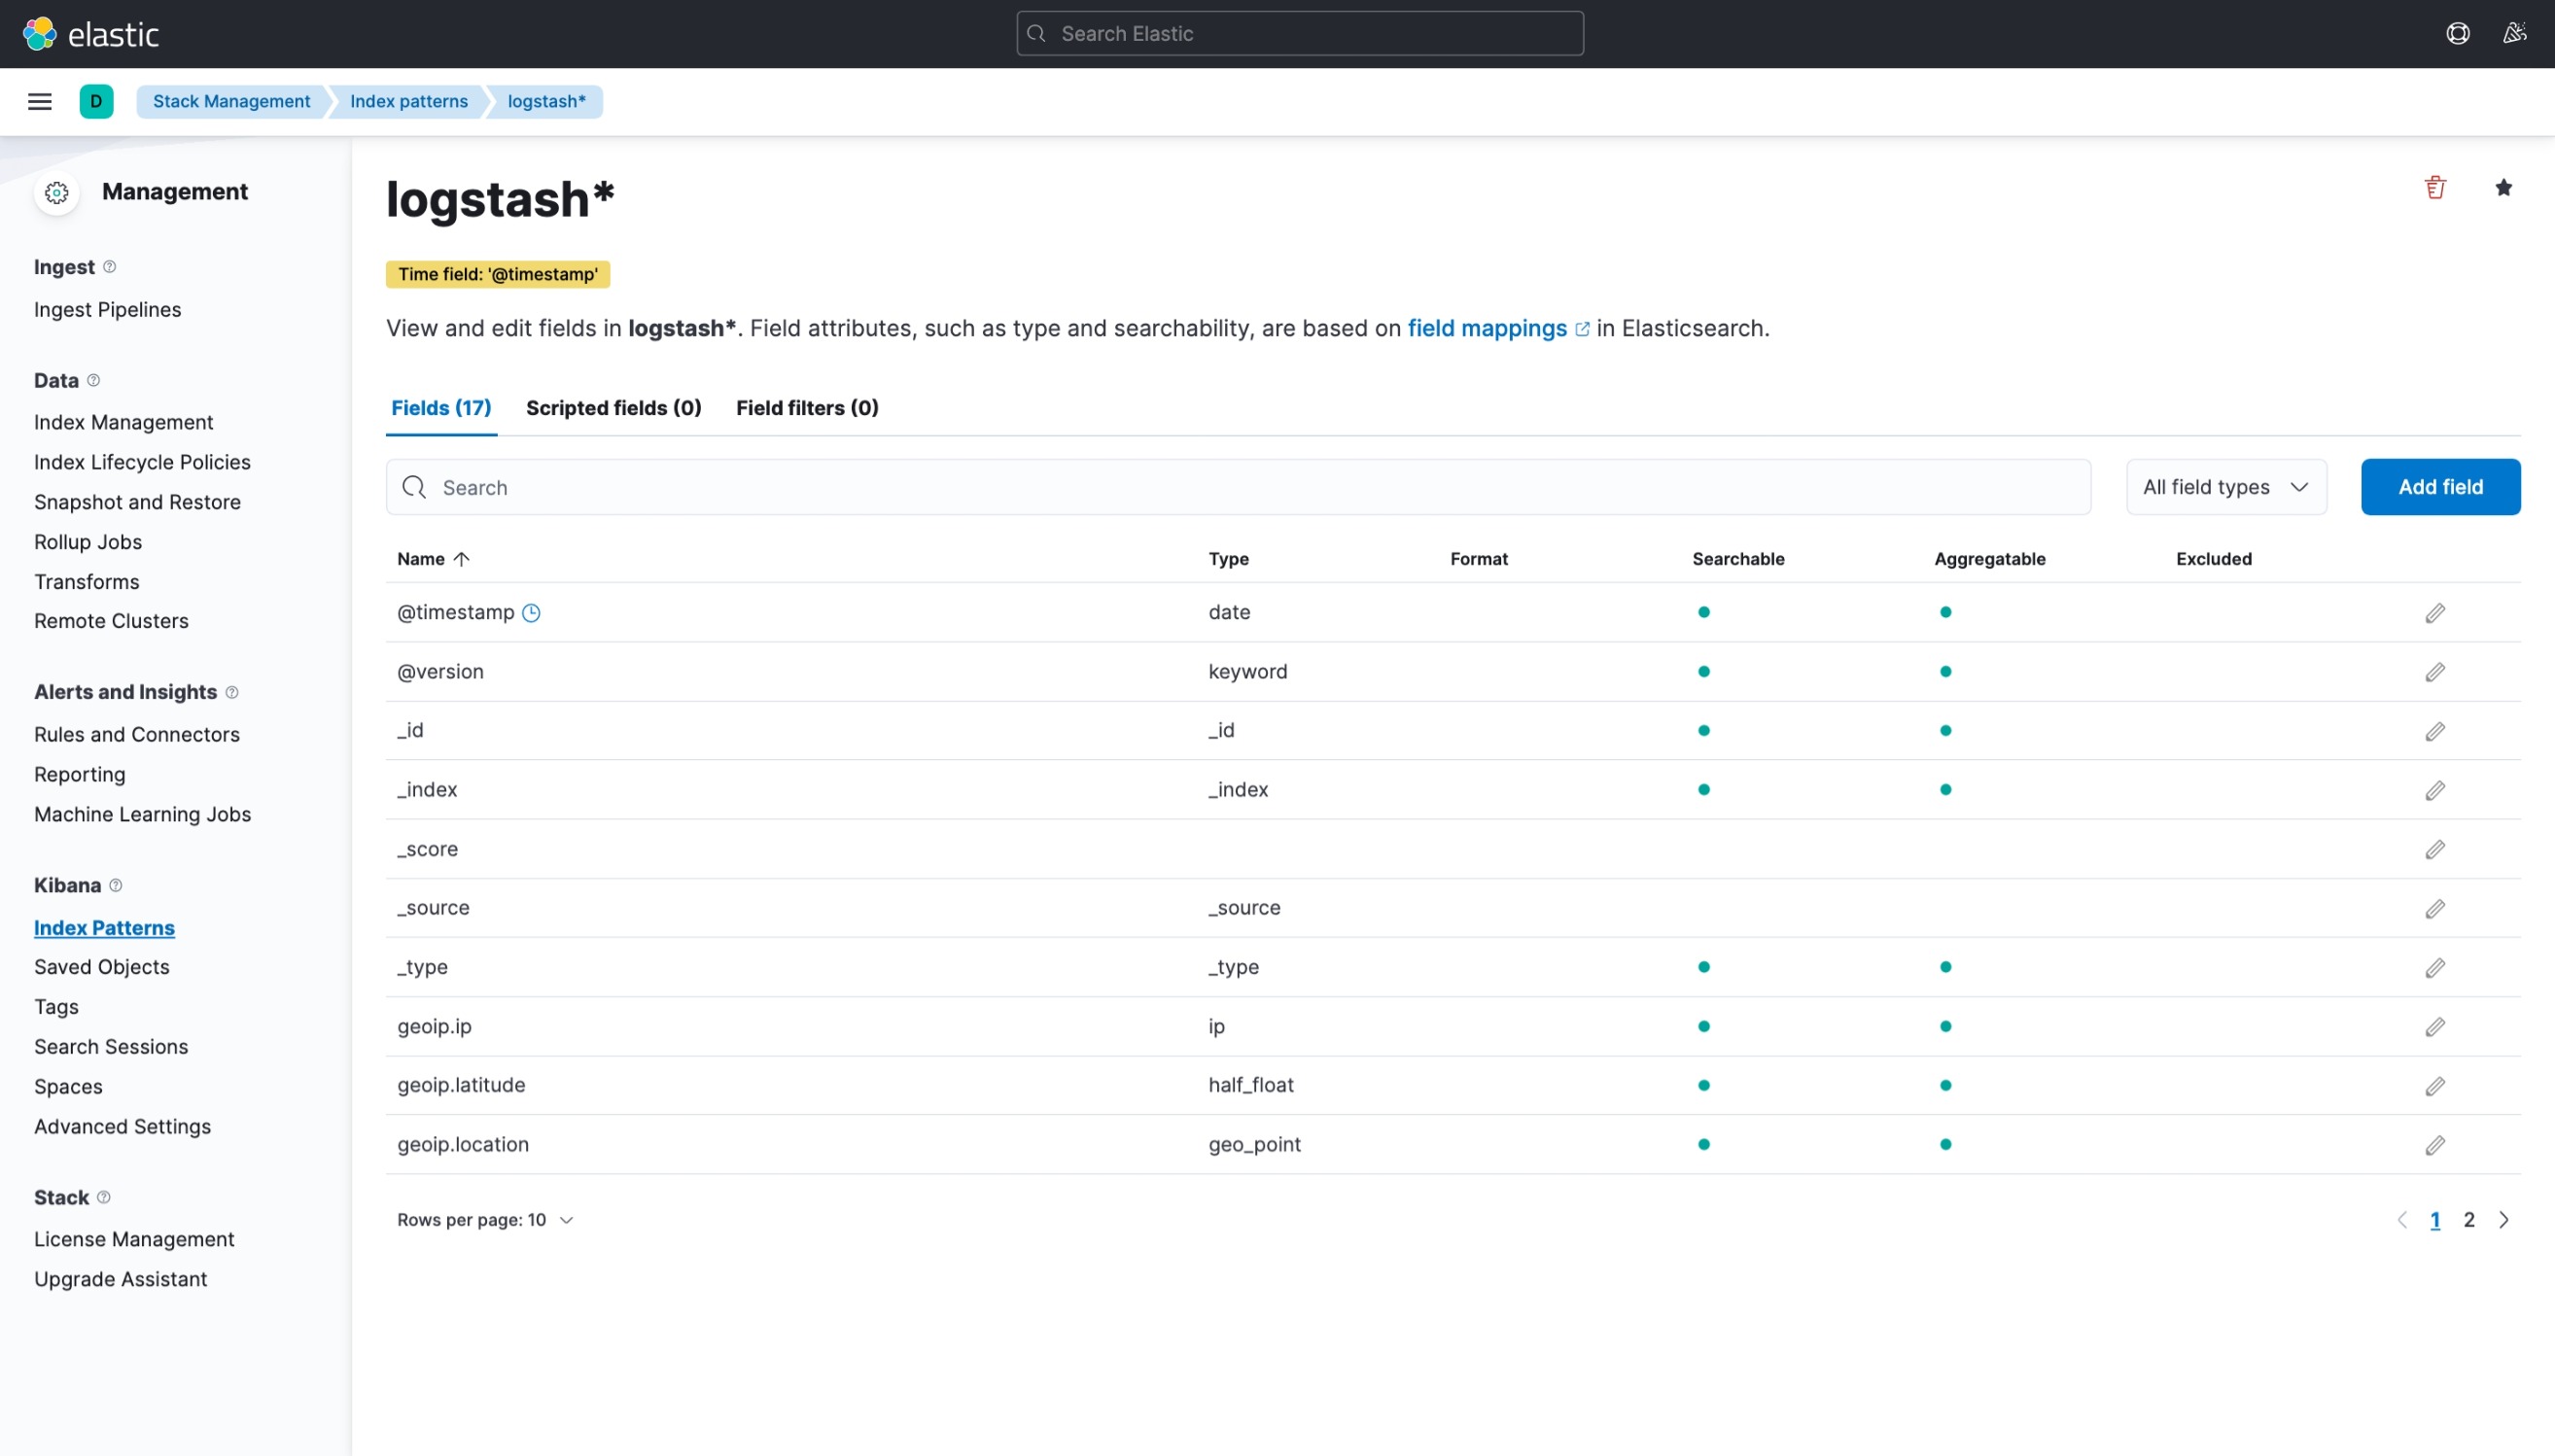 elastic
Search Elastic
D
Stack Management
Index patterns
logstash*
Management
Ingest
Ingest Pipelines
Data
Index Management
Index Lifecycle Policies
Snapshot and Restore
Rollup Jobs
Transforms
Remote Clusters
Alerts and Insights
Rules and Connectors
Reporting
Machine Learning Jobs
Kibana
Index Patterns
Saved Objects
Tags
Search Sessions
Spaces
Advanced Settings
Stack
License Management
Upgrade Assistant
logstash*
Time field: '@timestamp'
View and edit fields in logstash*. Field attributes, such as type and searchability, are based on field mappings in Elasticsearch.
Fields (17) Scripted fields (0) Field filters (0)
Search
All field types
Add field
Name Type Format Searchable Aggregatable Excluded
@timestamp date
@version keyword
_id _id
_index _index
_score
_source _source
_type _type
geoip.ip ip
geoip.latitude half_float
geoip.location geo_point
Rows per page: 10
1 2